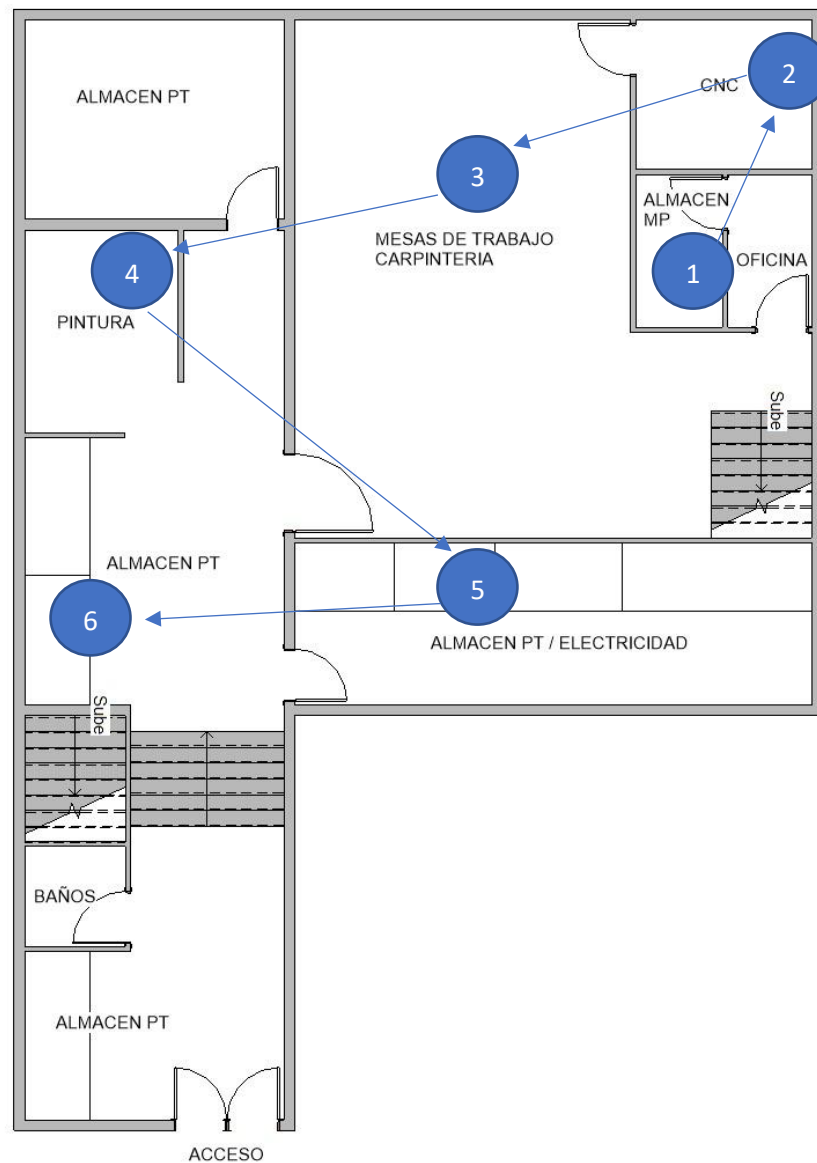 ALMACEN PT
CNC
2
3
ALMACEN
MP
MESAS DE TRABAJO
CARPINTERIA
1
OFICINA
4
PINTURA
Sube
ALMACEN PT
5
6
ALMACEN PT / ELECTRICIDAD
Sube
BAÑOS
ALMACEN PT
ACCESO